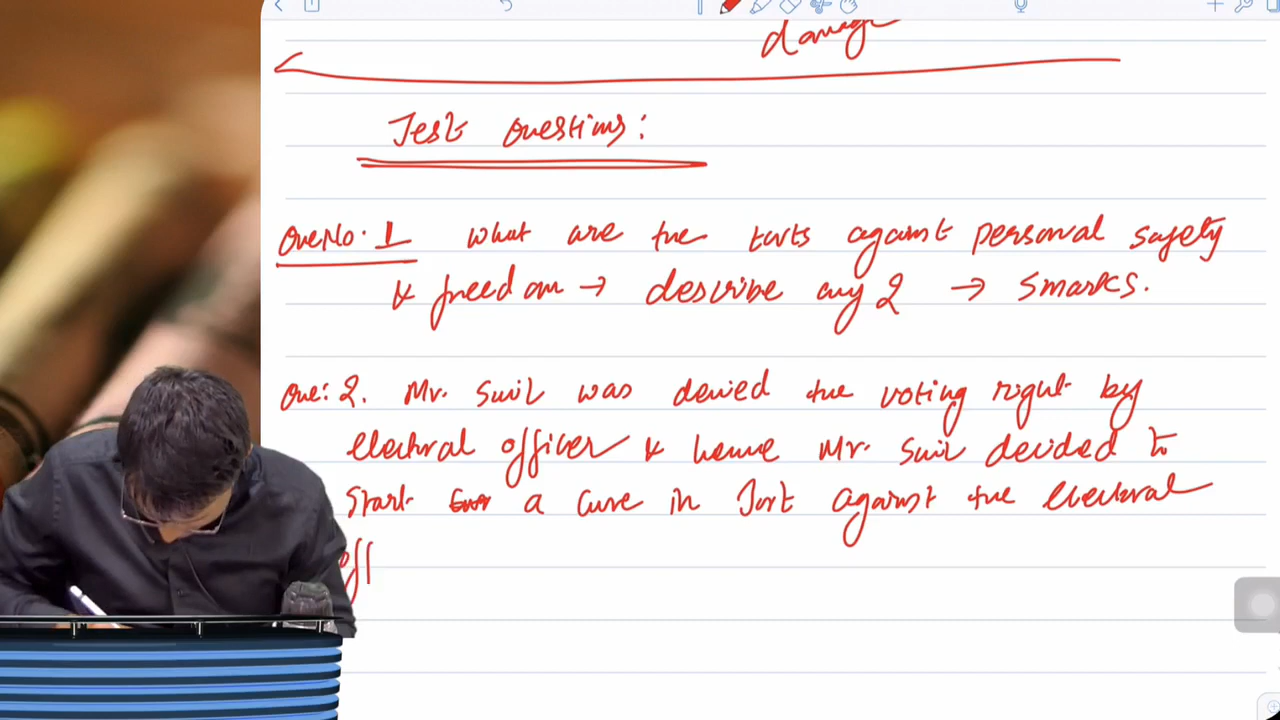 damage
Test Questions:
Que No. 1 What are the torts against personal safety
& freedom → describe any 2 → 5 marks.
Que: 2. Mr. Sunil was denied the voting right by
electoral officer & hence Mr. Sunil decided to
start a case in Tort against the electoral
off